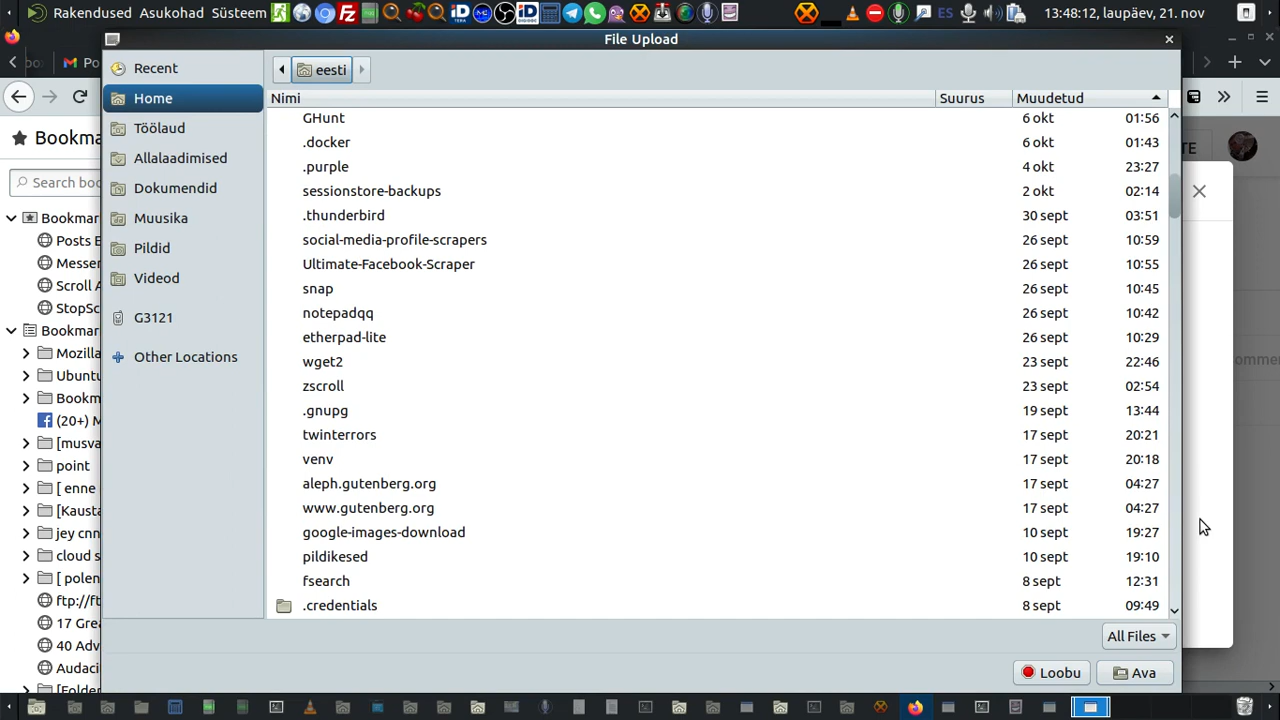 Rakendused Asukohad Süsteem
ES
13:48:12, laupäev, 21. nov
File Upload
Recent
Home
Töölaud
Allalaadimised
Dokumendid
Muusika
Pildid
Videod
G3121
Other Locations
eesti
Nimi Suurus Muudetud
GHunt 6 okt 01:56
.docker 6 okt 01:43
.purple 4 okt 23:27
sessionstore-backups 2 okt 02:14
.thunderbird 30 sept 03:51
social-media-profile-scrapers 26 sept 10:59
Ultimate-Facebook-Scraper 26 sept 10:55
snap 26 sept 10:45
notepadqq 26 sept 10:42
etherpad-lite 26 sept 10:29
wget2 23 sept 22:46
zscroll 23 sept 02:54
.gnupg 19 sept 13:44
twinterrors 17 sept 20:21
venv 17 sept 20:18
aleph.gutenberg.org 17 sept 04:27
www.gutenberg.org 17 sept 04:27
google-images-download 10 sept 19:27
pildikesed 10 sept 19:10
fsearch 8 sept 12:31
.credentials 8 sept 09:49
All Files
Loobu Ava
Po
Bookma
Search boo
Bookmar
Posts E
Messer
Scroll A
StopSc
Bookmar
Mozilla
Ubuntu
Bookm
(20+) M
[musva
point
[ enne
[Kausta
jey cnn
cloud s
[ polen
ftp://ft
17 Grea
40 Adv
Audaci
[Folder
TE
omme